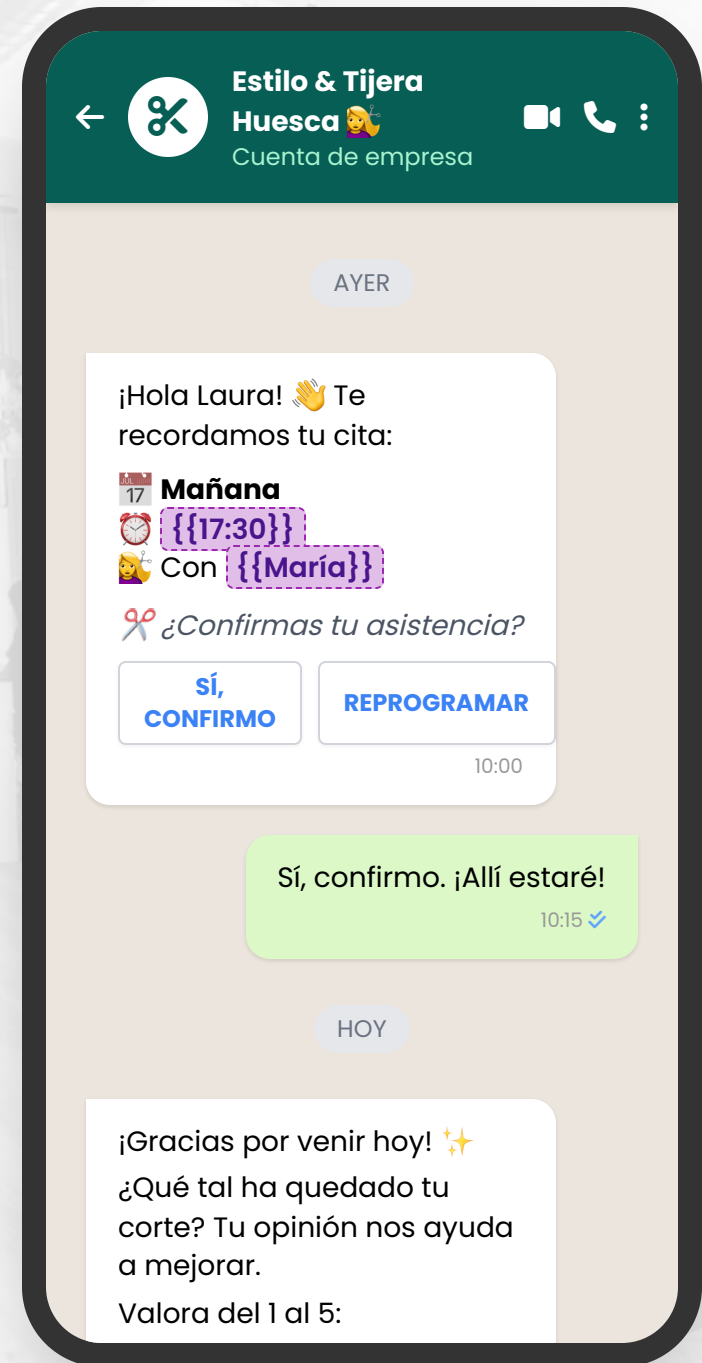 Estilo & Tijera
Huesca 💇‍♀️
Cuenta de empresa
AYER
¡Hola Laura! 👋 Te
recordamos tu cita:
📅 Mañana
⏰ {{17:30}}
💇‍♀️ Con {{María}}
✂️ ¿Confirmas tu asistencia?
SÍ,
CONFIRMO
REPROGRAMAR
10:00
Sí, confirmo. ¡Allí estaré!
10:15
HOY
¡Gracias por venir hoy! ✨
¿Qué tal ha quedado tu
corte? Tu opinión nos ayuda
a mejorar.
Valora del 1 al 5: